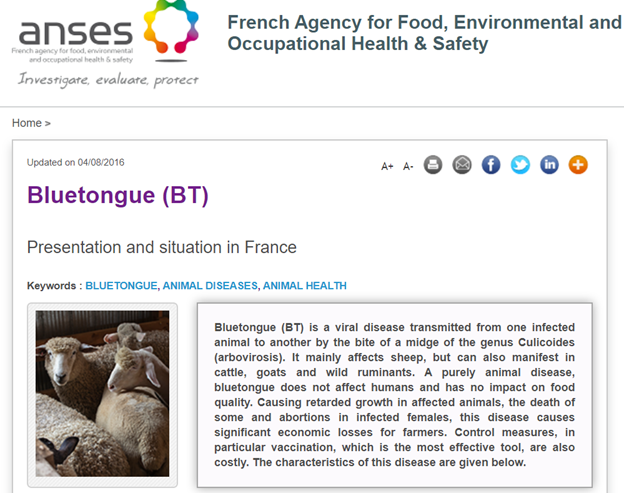 anses
French agency for food, environmental
and occupational health & safety
Investigate, evaluate, protect
French Agency for Food, Environmental and
Occupational Health & Safety
Home >
Updated on 04/08/2016
A+ A-
Bluetongue (BT)
Presentation and situation in France
Keywords : BLUETONGUE, ANIMAL DISEASES, ANIMAL HEALTH
Bluetongue (BT) is a viral disease transmitted from one infected
animal to another by the bite of a midge of the genus Culicoides
(arbovirosis). It mainly affects sheep, but can also manifest in
cattle, goats and wild ruminants. A purely animal disease,
bluetongue does not affect humans and has no impact on food
quality. Causing retarded growth in affected animals, the death of
some and abortions in infected females, this disease causes
significant economic losses for farmers. Control measures, in
particular vaccination, which is the most effective tool, are also
costly. The characteristics of this disease are given below.